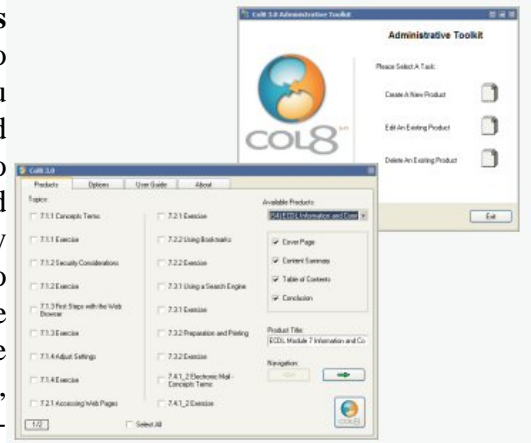 s
o
u
d
o
d
y
o
e
e
,
-
Col8 3.0 Administrative Toolkit
Administrative Toolkit
Please Select A Task:
Create A New Product
Edit An Existing Product
Delete An Existing Product
COL8
Exit
Col8 3.0
Products Options User Guide About
Topics:
7.1.1 Concepts Terms
7.1.1 Exercise
7.1.2 Security Considerations
7.1.2 Exercise
7.1.3 First Steps with the Web
Browser
7.1.3 Exercise
7.1.4 Adjust Settings
7.1.4 Exercise
7.2.1 Accessing Web Pages
7.2.1 Exercise
7.2.2 Using Bookmarks
7.2.2 Exercise
7.3.1 Using a Search Engine
7.3.1 Exercise
7.3.2 Preparation and Printing
7.3.2 Exercise
7.4.1_2 Electronic Mail -
Concepts Terms
7.4.1_2 Exercise
1/2
Select All
Available Products:
ECDL Information and Com
Cover Page
Content Summary
Table of Contents
Conclusion
Product Title:
ECDL Module 7 Information and Co
Navigation:
COL8